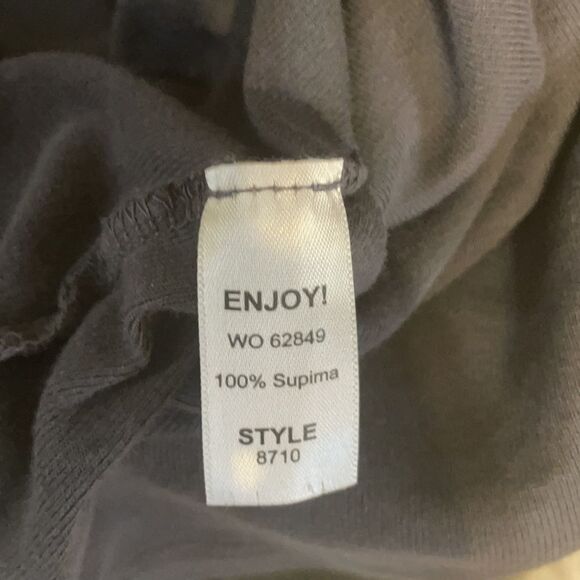 ENJOY!
WO 62849
100% Supima
STYLE
8710